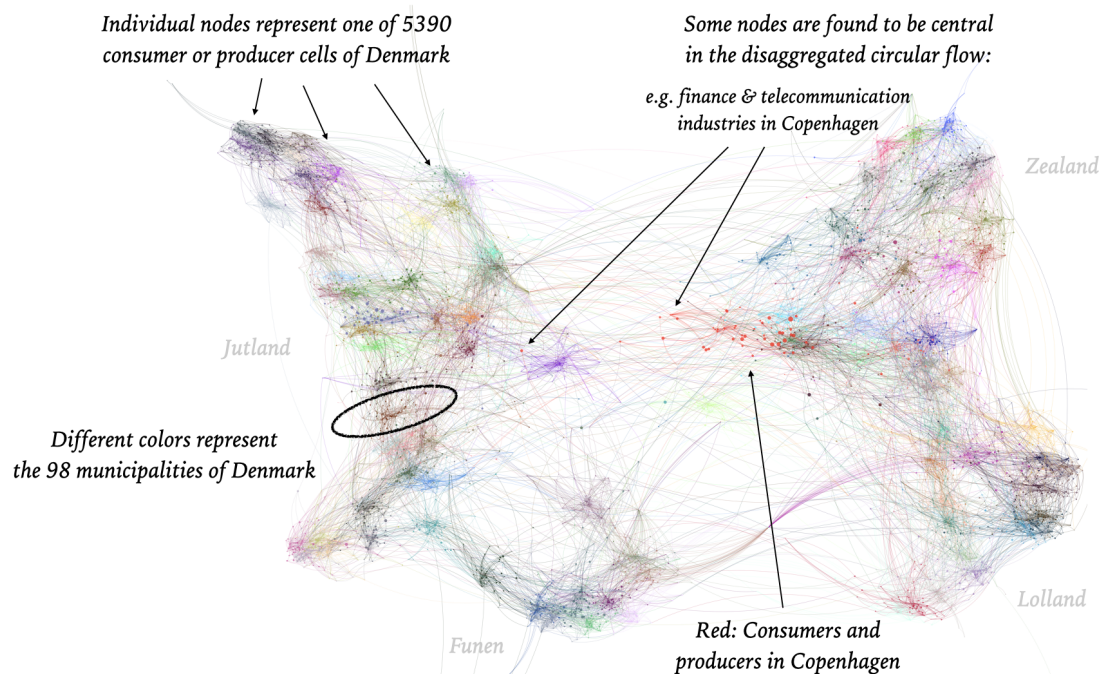 Individual nodes represent one of 5390
consumer or producer cells of Denmark
Some nodes are found to be central
in the disaggregated circular flow:
e.g. finance & telecommunication
industries in Copenhagen
Zealand
Jutland
Different colors represent
the 98 municipalities of Denmark
Lolland
Red: Consumers and
producers in Copenhagen
Funen